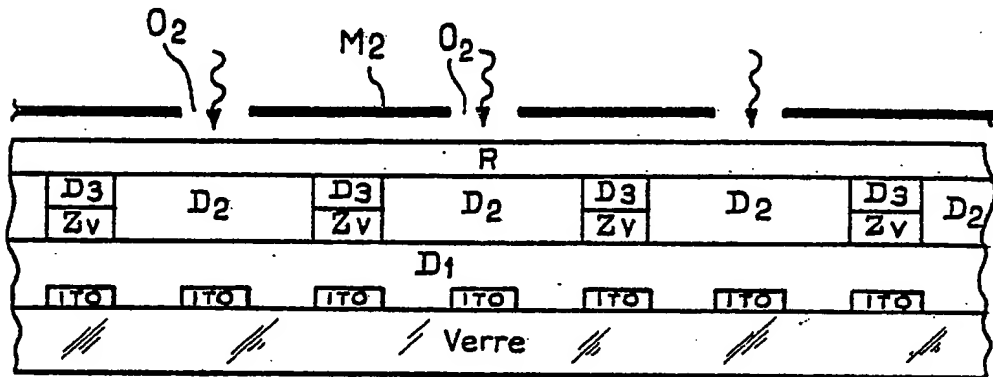 O2 M2 O2
R
D3 D3 D3 D3
D2 D2 D2 D2
Zv Zv Zv Zv
D1
ITO ITO ITO ITO ITO ITO ITO
Verre